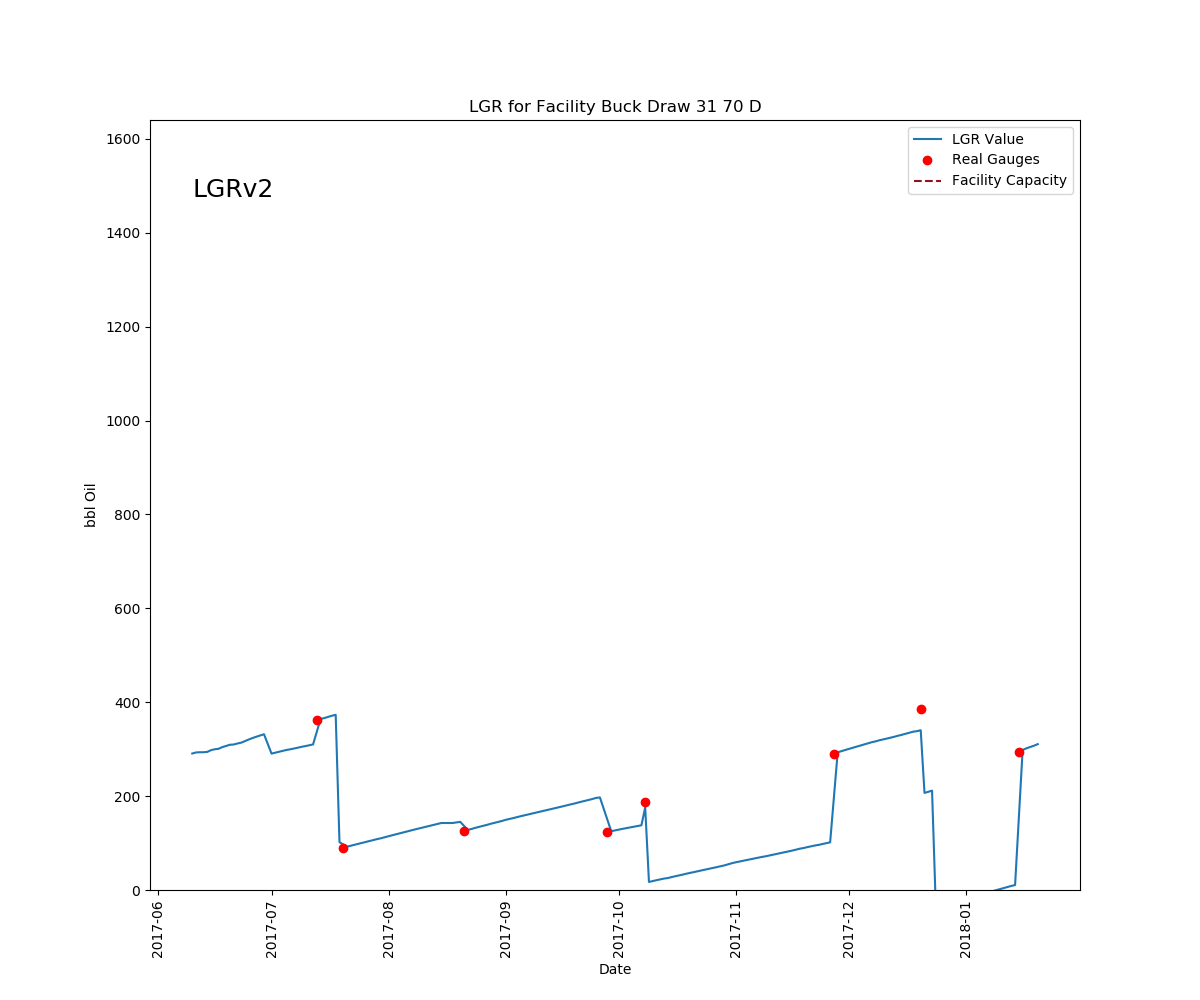 LGR for Facility Buck Draw 31 70 D
LGRv2
LGR Value
Real Gauges
Facility Capacity
bbl Oil
1600
1400
1200
1000
800
600
400
200
0
2017-06
2017-07
2017-08
2017-09
2017-10
2017-11
2017-12
2018-01
Date